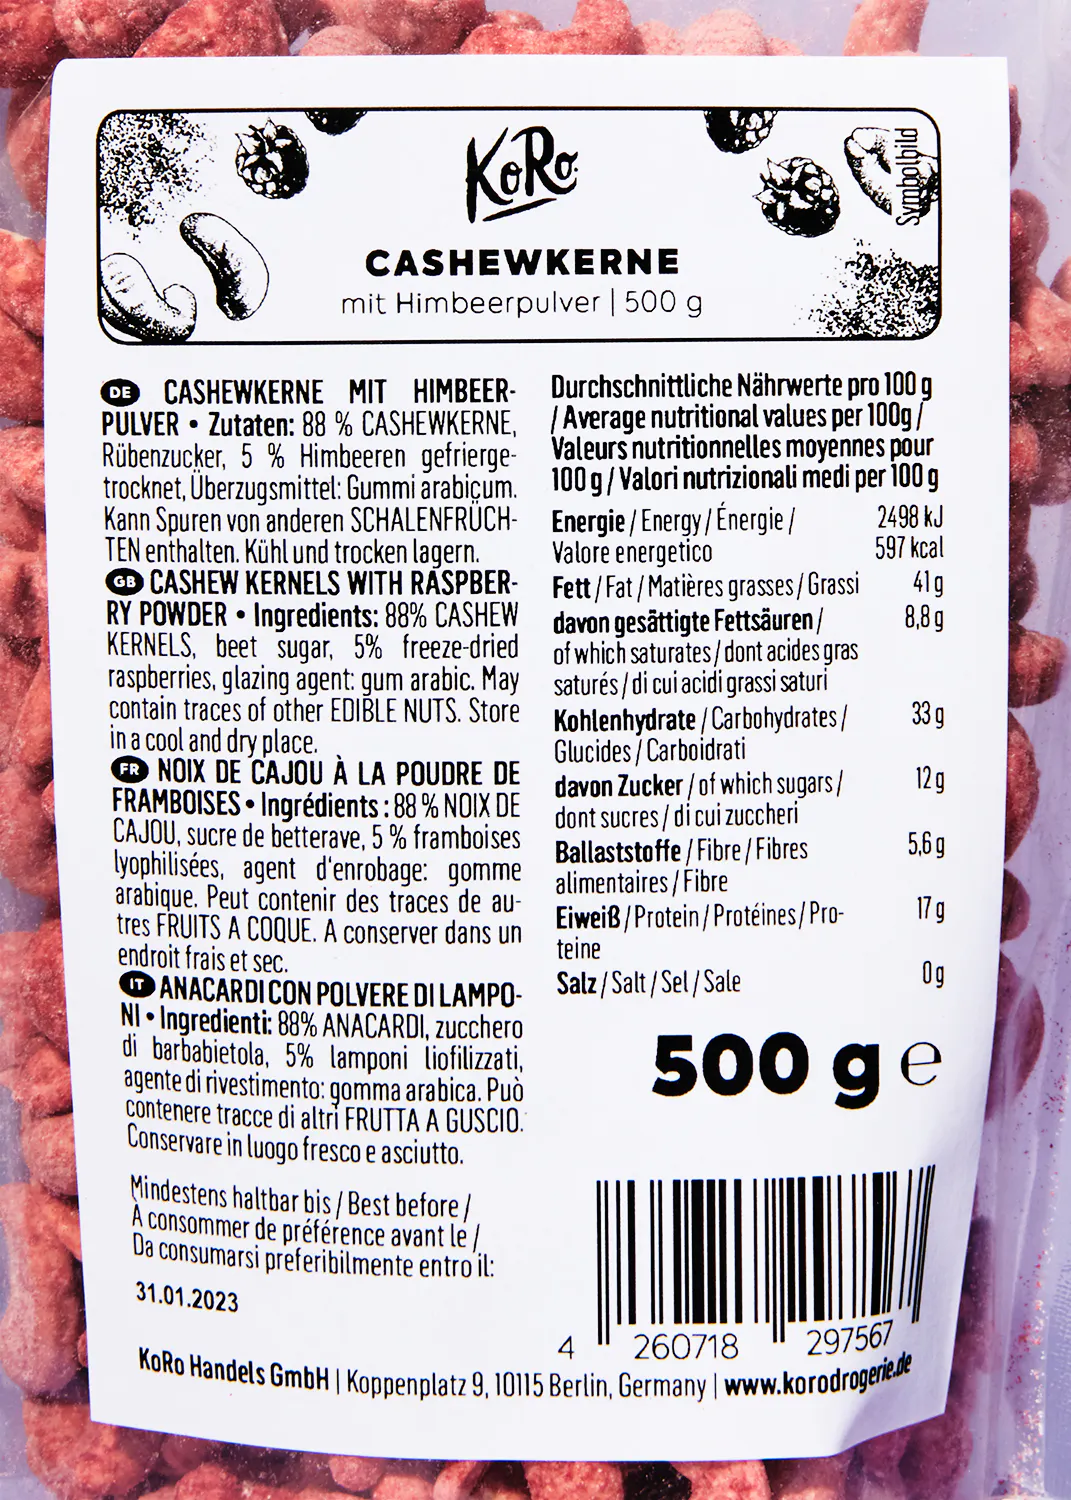 KoRo
Symbolbild
CASHEWKERNE
mit Himbeerpulver | 500 g
DE CASHEWKERNE MIT HIMBEER-
PULVER • Zutaten: 88 % CASHEWKERNE,
Rübenzucker, 5 % Himbeeren gefrierge-
trocknet, Überzugsmittel: Gummi arabicum.
Kann Spuren von anderen SCHALENFRÜCH-
TEN enthalten. Kühl und trocken lagern.
GB CASHEW KERNELS WITH RASPBER-
RY POWDER • Ingredients: 88% CASHEW
KERNELS, beet sugar, 5% freeze-dried
raspberries, glazing agent: gum arabic. May
contain traces of other EDIBLE NUTS. Store
in a cool and dry place.
FR NOIX DE CAJOU À LA POUDRE DE
FRAMBOISES • Ingrédients : 88 % NOIX DE
CAJOU, sucre de betterave, 5 % framboises
lyophilisées, agent d'enrobage: gomme
arabique. Peut contenir des traces de au-
tres FRUITS A COQUE. A conserver dans un
endroit frais et sec.
IT ANACARDI CON POLVERE DI LAMPO-
NI • Ingredienti: 88% ANACARDI, zucchero
di barbabietola, 5% lamponi liofilizzati,
agente di rivestimento: gomma arabica. Può
contenere tracce di altri FRUTTA A GUSCIO.
Conservare in luogo fresco e asciutto.
Mindestens haltbar bis / Best before /
À consommer de préférence avant le /
Da consumarsi preferibilmente entro il:
31.01.2023
Durchschnittliche Nährwerte pro 100 g
/ Average nutritional values per 100g /
Valeurs nutritionnelles moyennes pour
100 g / Valori nutrizionali medi per 100 g
Energie / Energy / Énergie / 2498 kJ
Valore energetico 597 kcal
Fett / Fat / Matières grasses / Grassi 41 g
davon gesättigte Fettsäuren / 8,8 g
of which saturates / dont acides gras
saturés / di cui acidi grassi saturi
Kohlenhydrate / Carbohydrates / 33 g
Glucides / Carboidrati
davon Zucker / of which sugars / 12 g
dont sucres / di cui zuccheri
Ballaststoffe / Fibre / Fibres 5,6 g
alimentaires / Fibre
Eiweiß / Protein / Protéines / Pro- 17 g
teine
Salz / Salt / Sel / Sale 0 g
500 g e
4 260718 297567
KoRo Handels GmbH | Koppenplatz 9, 10115 Berlin, Germany | www.korodrogerie.de